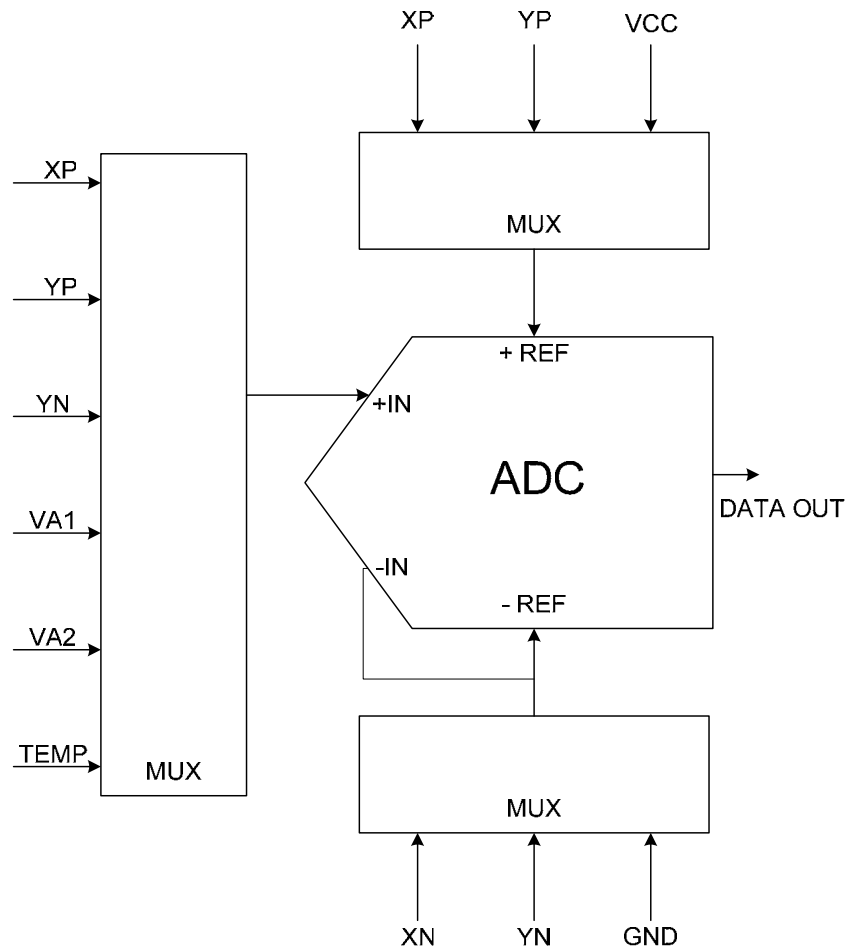 XP YP VCC
MUX
XP
YP
YN
VA1
VA2
TEMP
MUX
+ REF
+IN
ADC
-IN
- REF
DATA OUT
MUX
XN YN GND